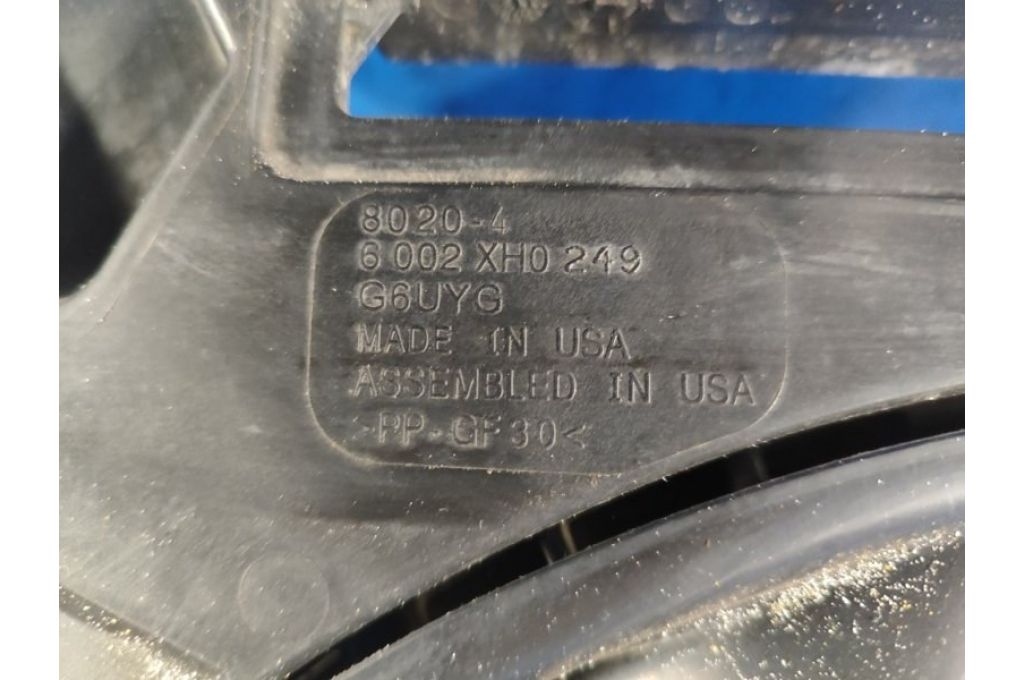 8020-4
6 002 XH0 249
G6UYG
MADE IN USA
ASSEMBLED IN USA
>PP-GF30<